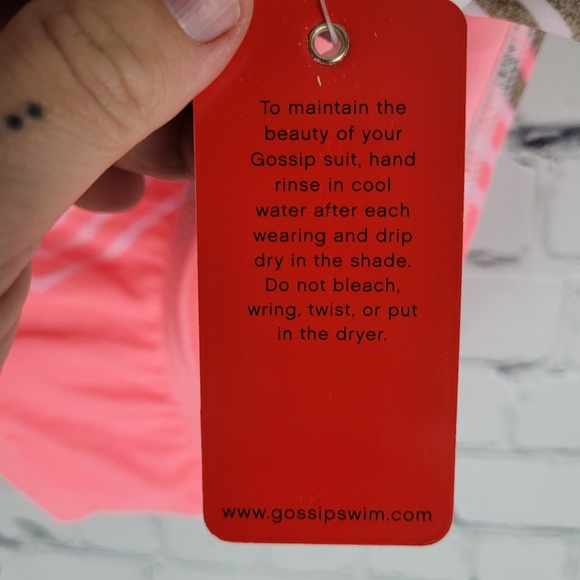 To maintain the
beauty of your
Gossip suit, hand
rinse in cool
water after each
wearing and drip
dry in the shade.
Do not bleach,
wring, twist, or put
in the dryer.
www.gossipswim.com